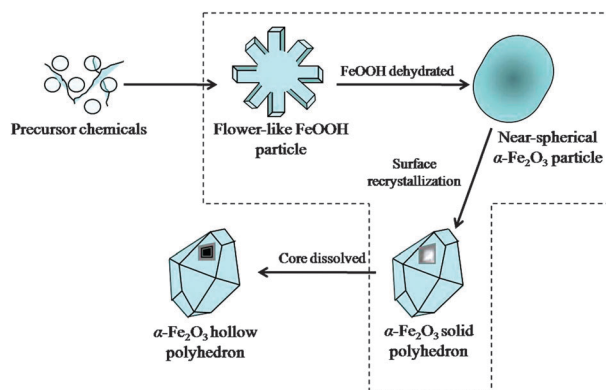 Precursor chemicals
Flower-like FeOOH
particle
FeOOH dehydrated
Near-spherical
α-Fe₂O₃ particle
Surface
recrystallization
α-Fe₂O₃ solid
polyhedron
Core dissolved
α-Fe₂O₃ hollow
polyhedron